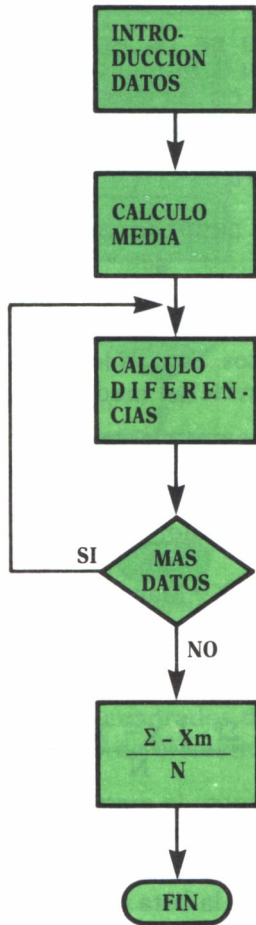 INTRO-
DUCCION
DATOS
CALCULO
MEDIA
CALCULO
DIFEREN-
CIAS
SI
MAS
DATOS
NO
Σ – Xm
N
FIN